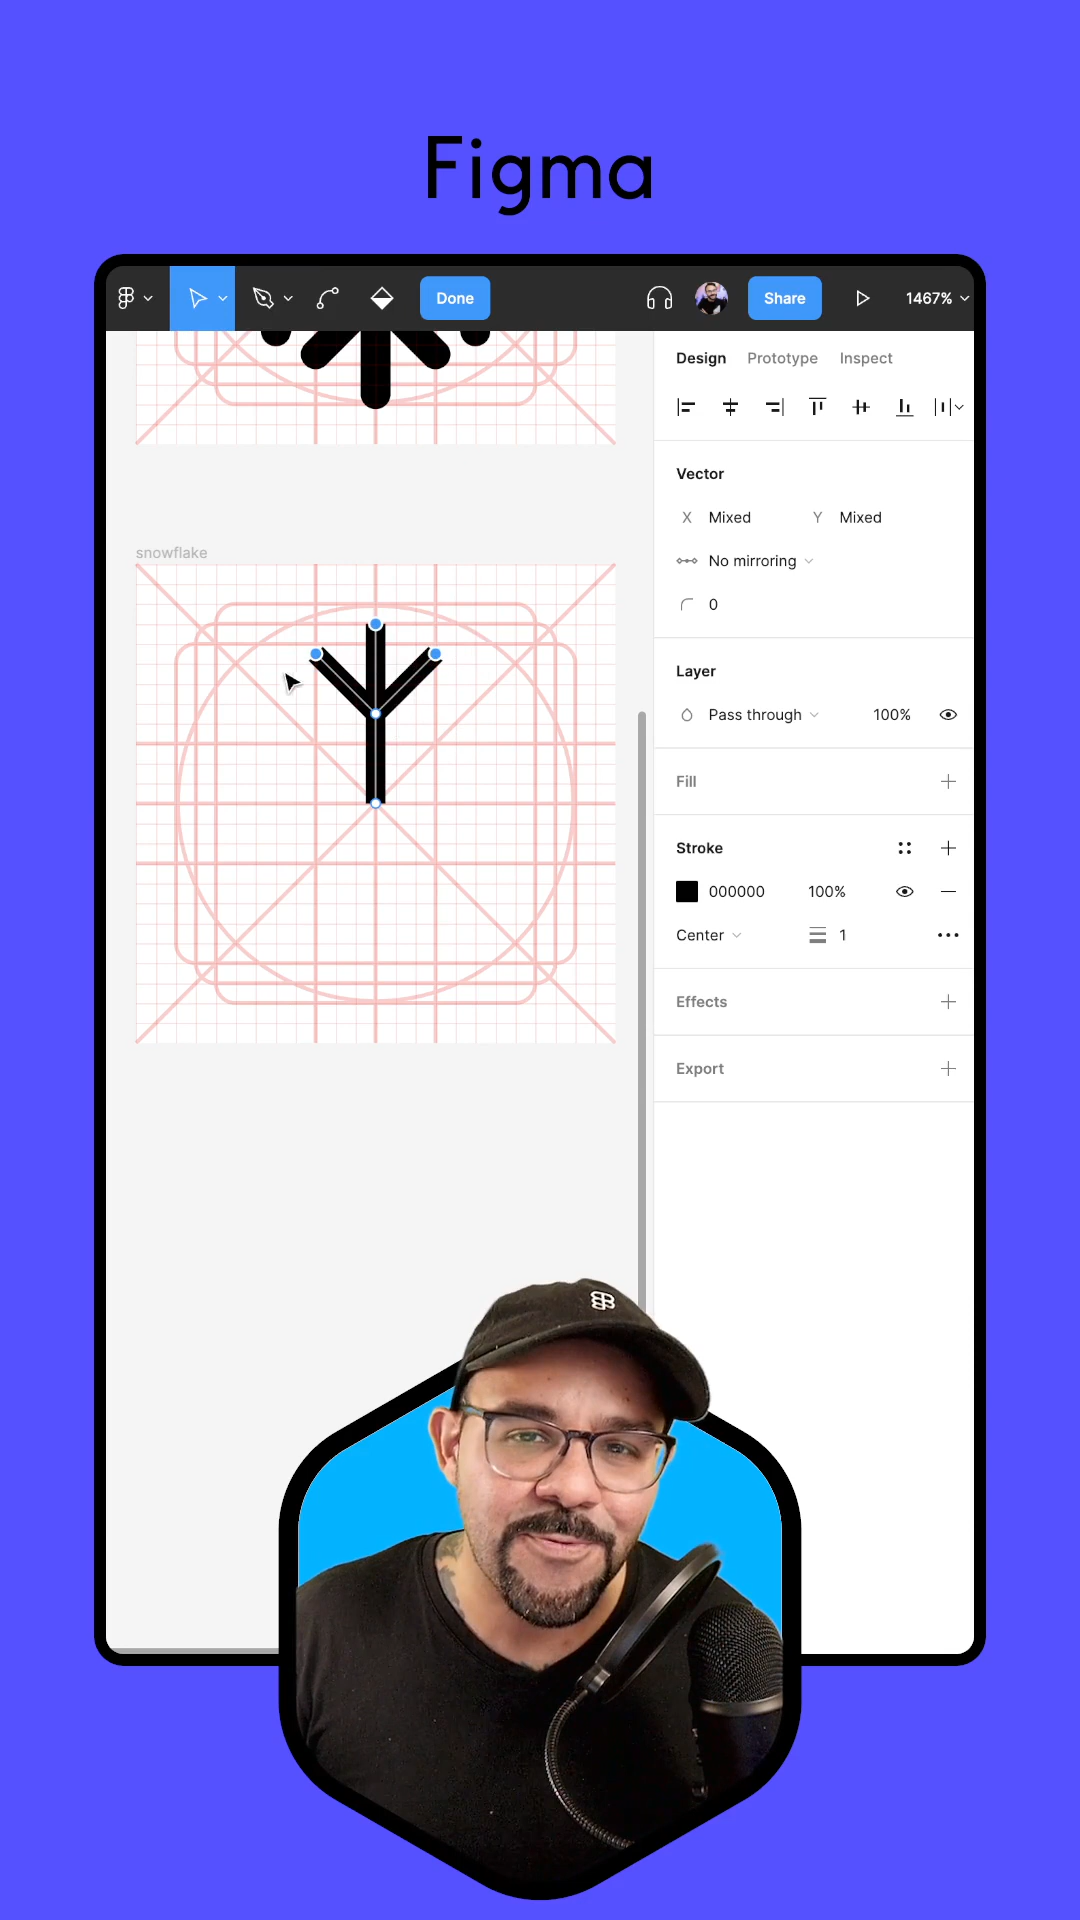 Figma
Done
Share
1467%
Design Prototype Inspect
Vector
X Mixed Y Mixed
No mirroring
0
snowflake
Layer
Pass through 100%
Fill
Stroke
000000 100%
Center 1
Effects
Export